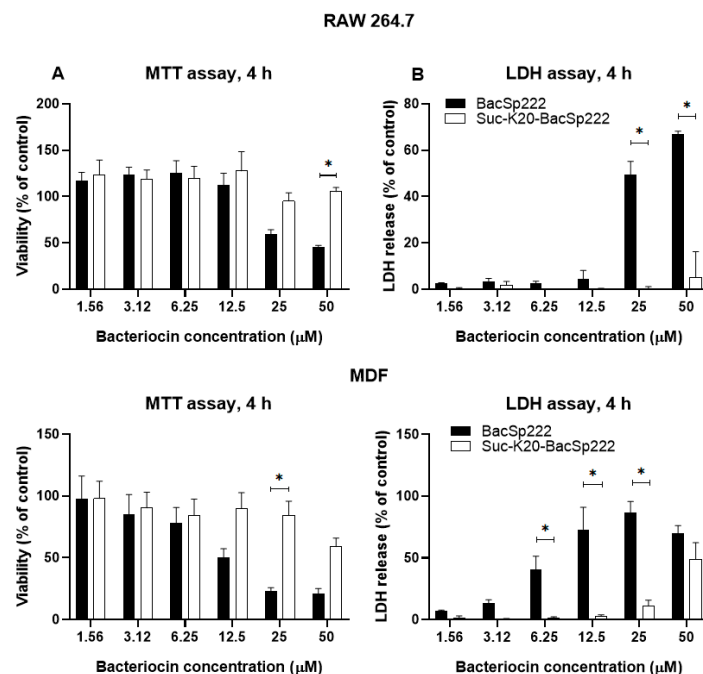 RAW 264.7
A
MTT assay, 4 h
Viability (% of control)
200
150
100
50
0
*
1.56 3.12 6.25 12.5 25 50
Bacteriocin concentration (µM)
B
LDH assay, 4 h
BacSp222
Suc-K20-BacSp222
LDH release (% of control)
80
60
40
20
0
* *
1.56 3.12 6.25 12.5 25 50
Bacteriocin concentration (µM)
MDF
MTT assay, 4 h
Viability (% of control)
150
100
50
0
*
1.56 3.12 6.25 12.5 25 50
Bacteriocin concentration (µM)
LDH assay, 4 h
BacSp222
Suc-K20-BacSp222
LDH release (% of control)
150
100
50
0
* * *
1.56 3.12 6.25 12.5 25 50
Bacteriocin concentration (µM)